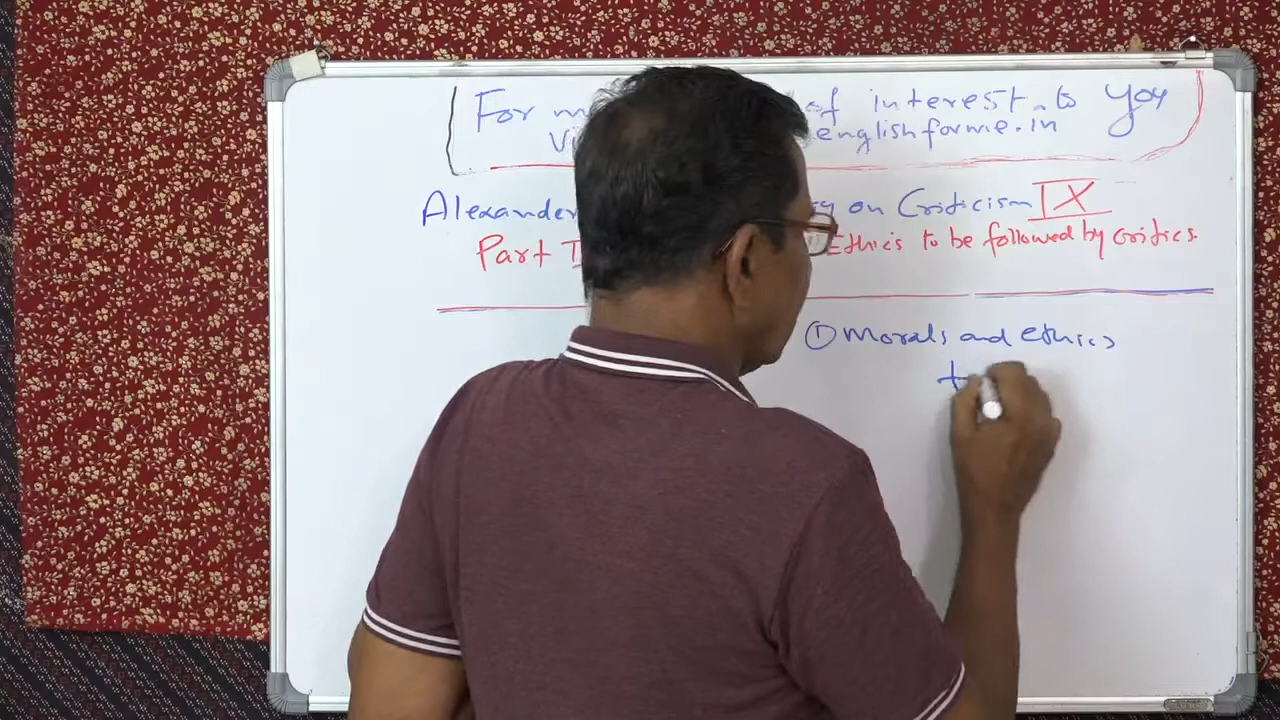 For of interest to you
englishforme.in
Alexander on Criticism IX
Part Ethics to be followed by critics
① Morals and ethics